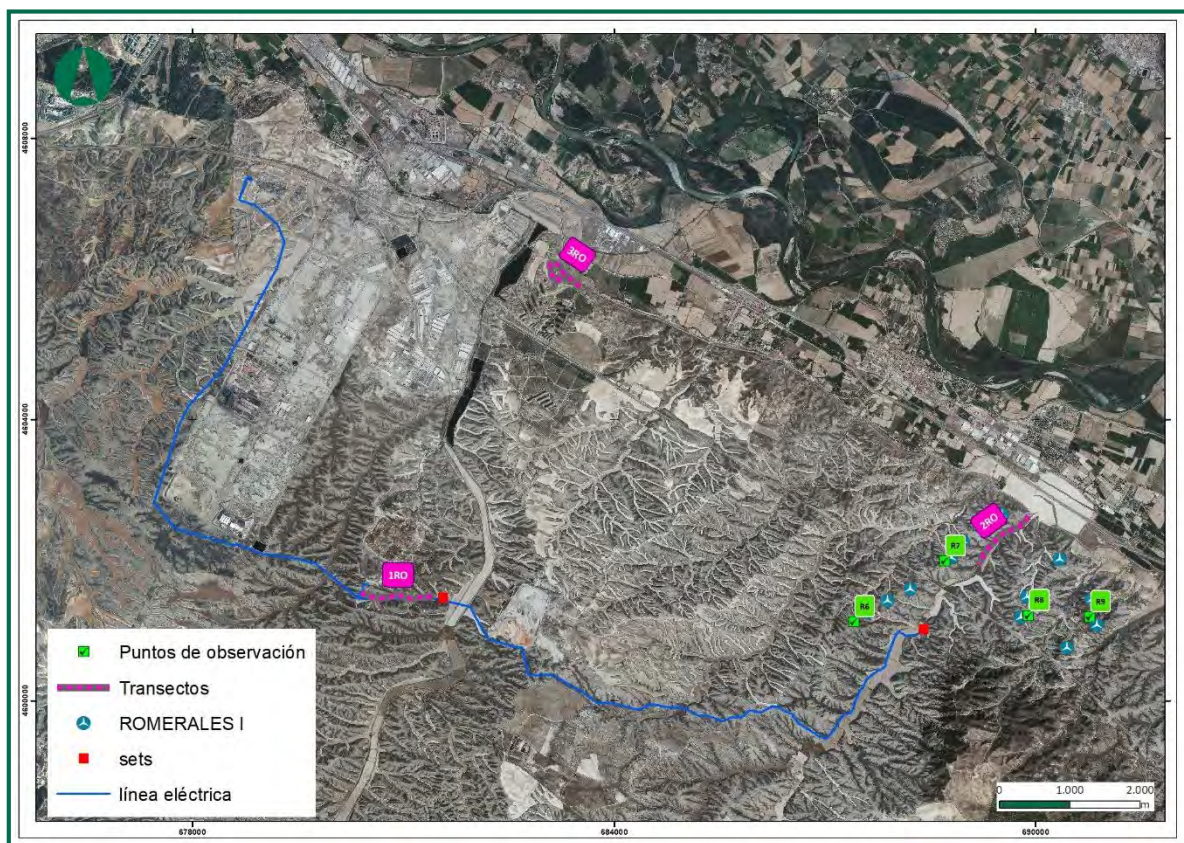 4608000
4604000
4600000
3RO
2RO
R7
1RO
R6
R8
R9
Puntos de observación
Transectos
ROMERALES I
sets
línea eléctrica
0 1.000 2.000
m
678000 684000 690000